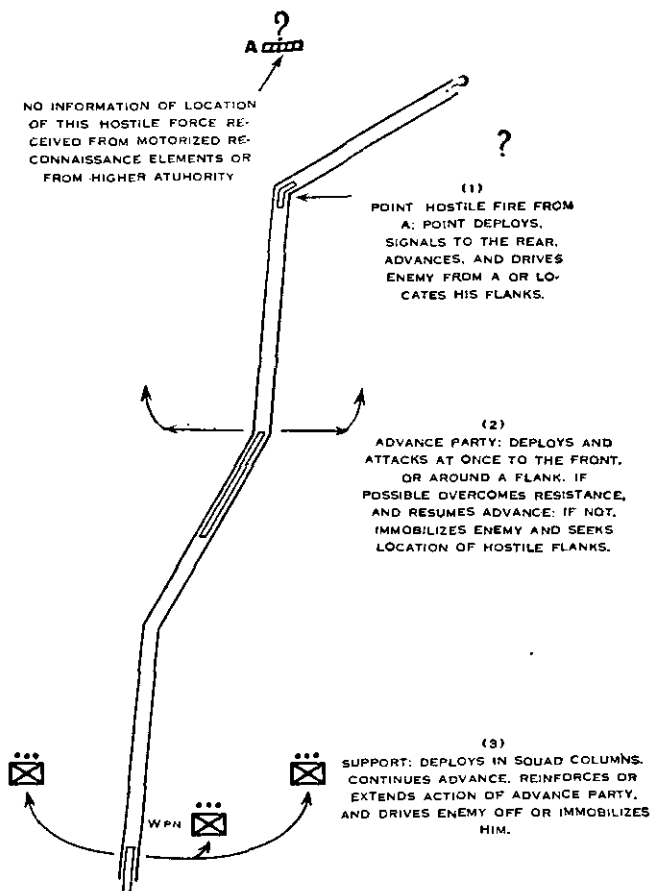 ?
A
NO INFORMATION OF LOCATION
OF THIS HOSTILE FORCE RE-
CEIVED FROM MOTORIZED RE-
CONNAISSANCE ELEMENTS OR
FROM HIGHER ATUHORITY
?
(1)
POINT HOSTILE FIRE FROM
A: POINT DEPLOYS,
SIGNALS TO THE REAR,
ADVANCES, AND DRIVES
ENEMY FROM A OR LO-
CATES HIS FLANKS.
(2)
ADVANCE PARTY: DEPLOYS AND
ATTACKS AT ONCE TO THE FRONT,
OR AROUND A FLANK. IF
POSSIBLE OVERCOMES RESISTANCE,
AND RESUMES ADVANCE: IF NOT,
IMMOBILIZES ENEMY AND SEEKS
LOCATION OF HOSTILE FLANKS.
(3)
SUPPORT: DEPLOYS IN SQUAD COLUMNS.
CONTINUES ADVANCE, REINFORCES OR
EXTENDS ACTION OF ADVANCE PARTY,
AND DRIVES ENEMY OFF OR IMMOBILIZES
HIM.
WPN